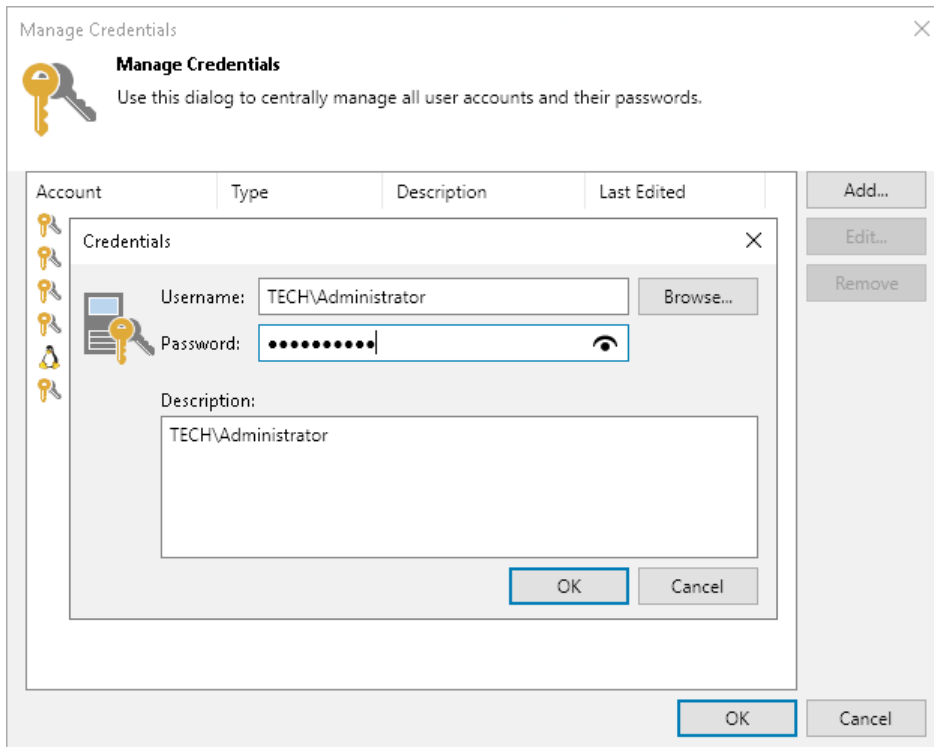 Manage Credentials
Manage Credentials
Use this dialog to centrally manage all user accounts and their passwords.
Account Type Description Last Edited
Add...
Edit...
Remove
Credentials
Username: TECH\Administrator Browse...
Password: ••••••••••
Description:
TECH\Administrator
OK Cancel
OK Cancel